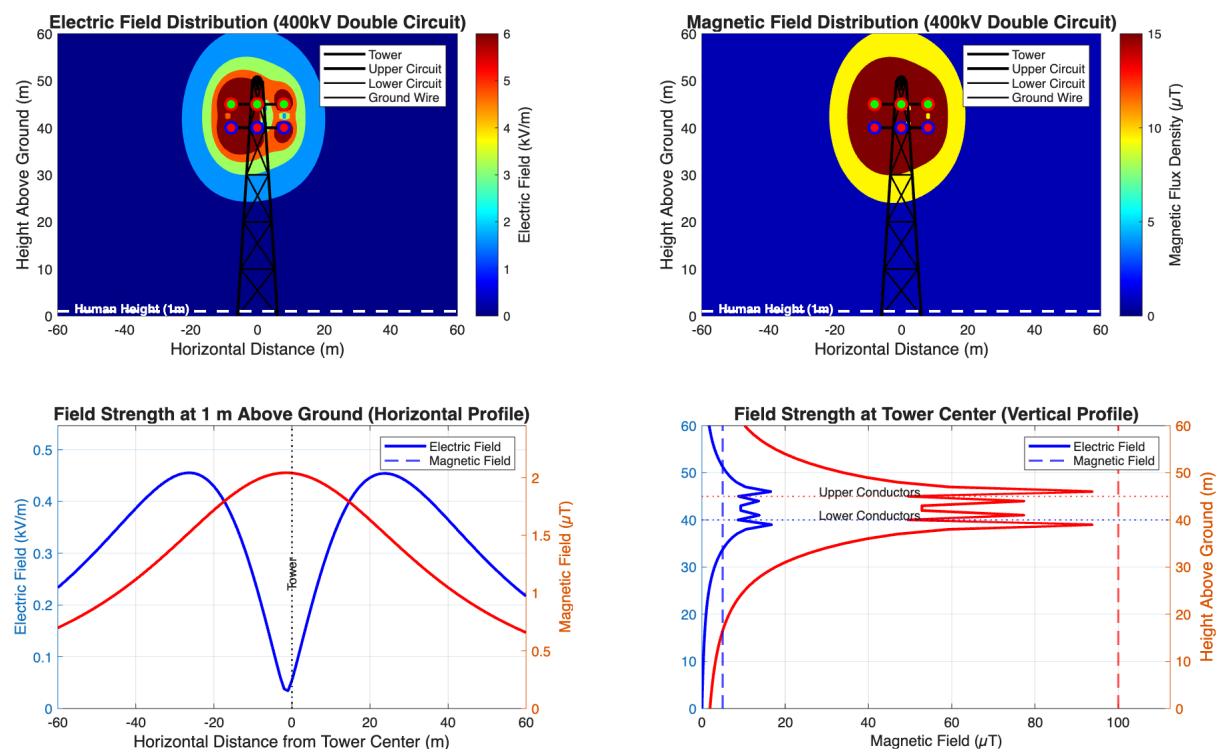 Electric Field Distribution (400kV Double Circuit)
60
50
40
30
20
10
0
Height Above Ground (m)
-60
-40
-20
0
20
40
60
Horizontal Distance (m)
Human Height (1m)
Tower
Upper Circuit
Lower Circuit
Ground Wire
6
5
4
3
2
1
0
Electric Field (kV/m)
Magnetic Field Distribution (400kV Double Circuit)
60
50
40
30
20
10
0
Height Above Ground (m)
-60
-40
-20
0
20
40
60
Horizontal Distance (m)
Human Height (1m)
Tower
Upper Circuit
Lower Circuit
Ground Wire
15
10
5
0
Magnetic Flux Density (µT)
Field Strength at 1 m Above Ground (Horizontal Profile)
0.5
0.4
0.3
0.2
0.1
0
Electric Field (kV/m)
-60
-40
-20
0
20
40
60
Horizontal Distance from Tower Center (m)
Electric Field
Magnetic Field
Tower
2
1.5
1
0.5
0
Magnetic Field (µT)
Field Strength at Tower Center (Vertical Profile)
60
50
40
30
20
10
0
0
20
40
60
80
100
Magnetic Field (µT)
Electric Field
Magnetic Field
Upper Conductors
Lower Conductors
60
50
40
30
20
10
0
Height Above Ground (m)